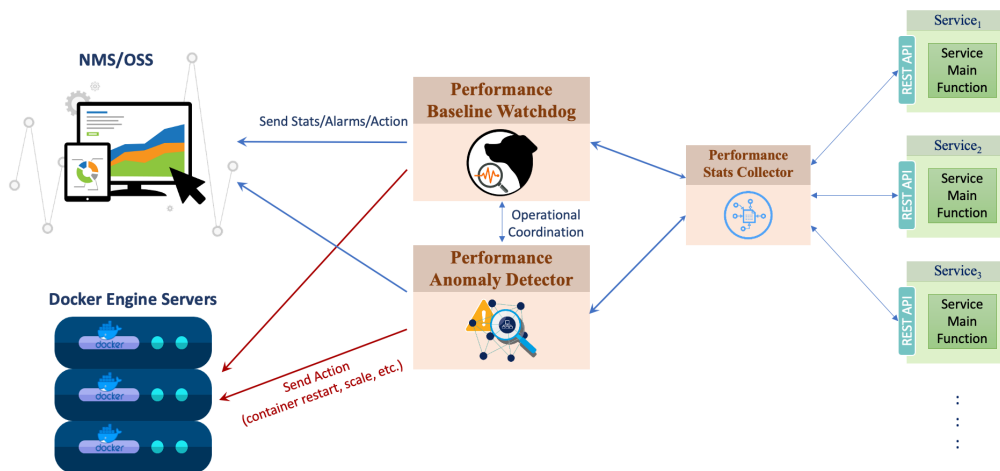 NMS/OSS
Send Stats/Alarms/Action
Performance
Baseline Watchdog
Operational
Coordination
Performance
Anomaly Detector
Performance
Stats Collector
Service1
REST API
Service
Main
Function
Service2
REST API
Service
Main
Function
Service3
REST API
Service
Main
Function
Docker Engine Servers
docker
docker
docker
Send Action
(container restart, scale, etc.)